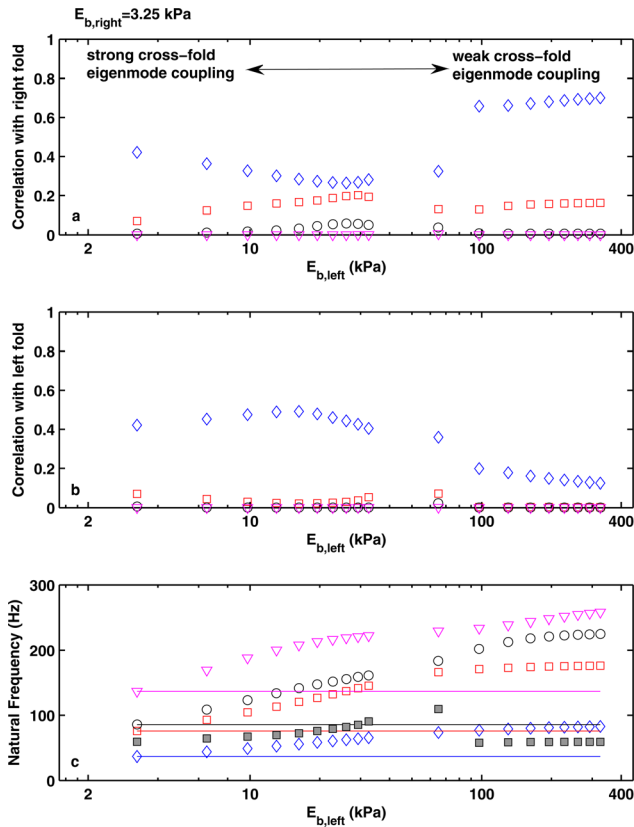 E_b,right=3.25 kPa
strong cross−fold
eigenmode coupling
weak cross−fold
eigenmode coupling
Correlation with right fold
1
0.8
0.6
0.4
0.2
0
a
2 10 100 400
E_b,left (kPa)
Correlation with left fold
1
0.8
0.6
0.4
0.2
0
b
2 10 100 400
E_b,left (kPa)
Natural Frequency (Hz)
300
200
100
0
c
2 10 100 400
E_b,left (kPa)